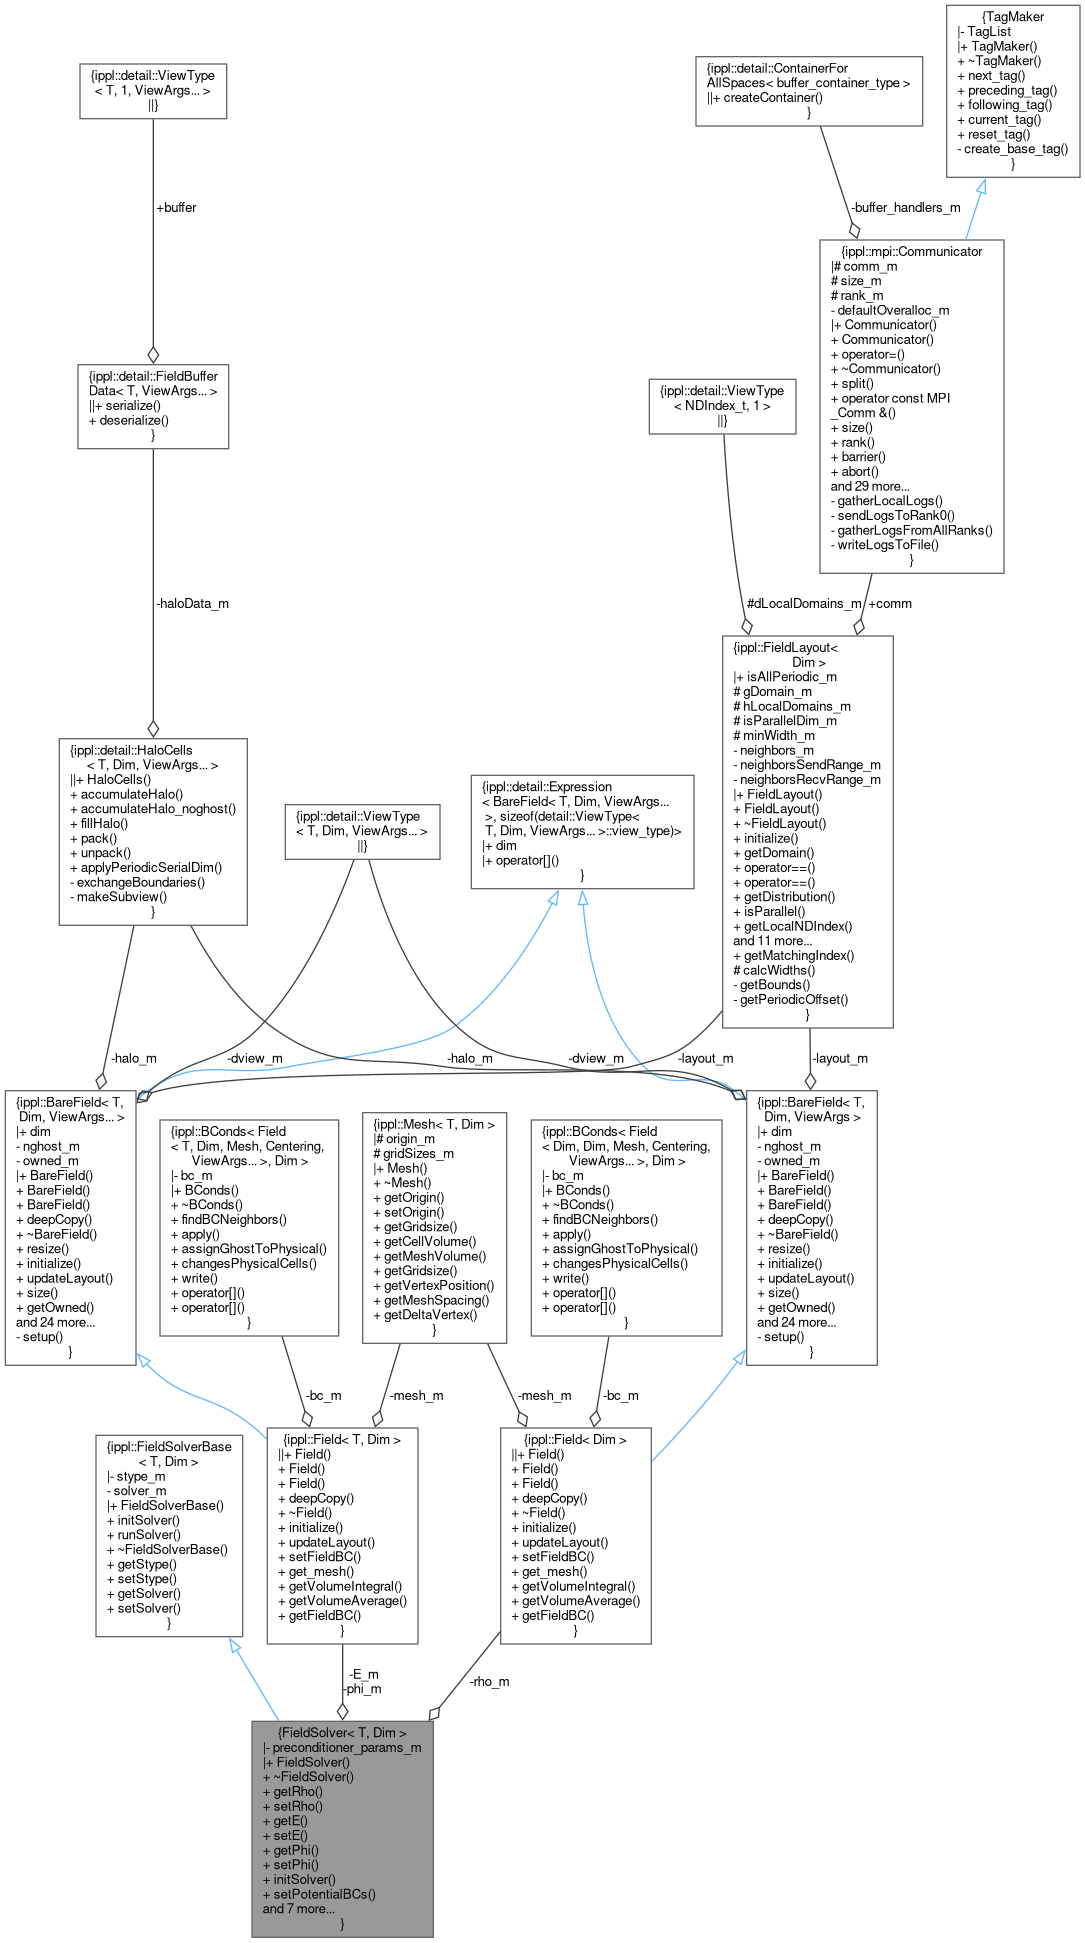 {TagMaker
|- TagList
|+ TagMaker()
+ ~TagMaker()
+ next_tag()
+ preceding_tag()
+ following_tag()
+ current_tag()
+ reset_tag()
- create_base_tag()
}
{ippl::detail::ViewType
< T, 1, ViewArgs... >
||}
{ippl::detail::ContainerFor
AllSpaces< buffer_container_type >
||+ createContainer()
}
+buffer
-buffer_handlers_m
{ippl::mpi::Communicator
|# comm_m
# size_m
# rank_m
- defaultOveralloc_m
|+ Communicator()
+ Communicator()
+ operator=()
+ ~Communicator()
+ split()
+ operator const MPI
_Comm &()
+ size()
+ rank()
+ barrier()
+ abort()
and 29 more...
- gatherLocalLogs()
- sendLogsToRank0()
- gatherLogsFromAllRanks()
- writeLogsToFile()
}
{ippl::detail::FieldBuffer
Data< T, ViewArgs... >
||+ serialize()
+ deserialize()
}
{ippl::detail::ViewType
< NDIndex_t, 1 >
||}
-haloData_m
#dLocalDomains_m
+comm
{ippl::FieldLayout<
Dim >
|+ isAllPeriodic_m
# gDomain_m
# hLocalDomains_m
# isParallelDim_m
# minWidth_m
- neighbors_m
- neighborsSendRange_m
- neighborsRecvRange_m
|+ FieldLayout()
+ FieldLayout()
+ ~FieldLayout()
+ initialize()
+ getDomain()
+ operator==()
+ operator==()
+ getDistribution()
+ isParallel()
+ getLocalNDIndex()
and 11 more...
+ getMatchingIndex()
# calcWidths()
- getBounds()
- getPeriodicOffset()
}
{ippl::detail::HaloCells
< T, Dim, ViewArgs... >
||+ HaloCells()
+ accumulateHalo()
+ accumulateHalo_noghost()
+ fillHalo()
+ pack()
+ unpack()
+ applyPeriodicSerialDim()
- exchangeBoundaries()
- makeSubview()
}
{ippl::detail::ViewType
< T, Dim, ViewArgs... >
||}
{ippl::detail::Expression
< BareField< T, Dim, ViewArgs...
>, sizeof(detail::ViewType<
T, Dim, ViewArgs... >::view_type)>
|+ dim
|+ operator[]()
}
-halo_m
-dview_m
-halo_m
-dview_m
-layout_m
-layout_m
{ippl::BareField< T,
Dim, ViewArgs... >
|+ dim
- nghost_m
- owned_m
|+ BareField()
+ BareField()
+ BareField()
+ deepCopy()
+ ~BareField()
+ resize()
+ initialize()
+ updateLayout()
+ size()
+ getOwned()
and 24 more...
- setup()
}
{ippl::BConds< Field
< T, Dim, Mesh, Centering,
ViewArgs... >, Dim >
|- bc_m
|+ BConds()
+ ~BConds()
+ findBCNeighbors()
+ apply()
+ assignGhostToPhysical()
+ changesPhysicalCells()
+ write()
+ operator[]()
+ operator[]()
}
{ippl::Mesh< T, Dim >
|# origin_m
# gridSizes_m
|+ Mesh()
+ ~Mesh()
+ getOrigin()
+ setOrigin()
+ getGridsize()
+ getCellVolume()
+ getMeshVolume()
+ getGridsize()
+ getVertexPosition()
+ getMeshSpacing()
+ getDeltaVertex()
}
{ippl::BConds< Field
< Dim, Dim, Mesh, Centering,
ViewArgs... >, Dim >
|- bc_m
|+ BConds()
+ ~BConds()
+ findBCNeighbors()
+ apply()
+ assignGhostToPhysical()
+ changesPhysicalCells()
+ write()
+ operator[]()
+ operator[]()
}
{ippl::BareField< T,
Dim, ViewArgs >
|+ dim
- nghost_m
- owned_m
|+ BareField()
+ BareField()
+ BareField()
+ deepCopy()
+ ~BareField()
+ resize()
+ initialize()
+ updateLayout()
+ size()
+ getOwned()
and 24 more...
- setup()
}
-bc_m
-mesh_m
-mesh_m
-bc_m
{ippl::FieldSolverBase
< T, Dim >
|- stype_m
- solver_m
|+ FieldSolverBase()
+ initSolver()
+ runSolver()
+ ~FieldSolverBase()
+ getStype()
+ setStype()
+ getSolver()
+ setSolver()
}
{ippl::Field< T, Dim >
||+ Field()
+ Field()
+ Field()
+ deepCopy()
+ ~Field()
+ initialize()
+ updateLayout()
+ setFieldBC()
+ get_mesh()
+ getVolumeIntegral()
+ getVolumeAverage()
+ getFieldBC()
}
{ippl::Field< Dim >
||+ Field()
+ Field()
+ Field()
+ deepCopy()
+ ~Field()
+ initialize()
+ updateLayout()
+ setFieldBC()
+ get_mesh()
+ getVolumeIntegral()
+ getVolumeAverage()
+ getFieldBC()
}
-E_m
-phi_m
-rho_m
{FieldSolver< T, Dim >
|- preconditioner_params_m
|+ FieldSolver()
+ ~FieldSolver()
+ getRho()
+ setRho()
+ getE()
+ setE()
+ getPhi()
+ setPhi()
+ initSolver()
+ setPotentialBCs()
and 7 more...
}